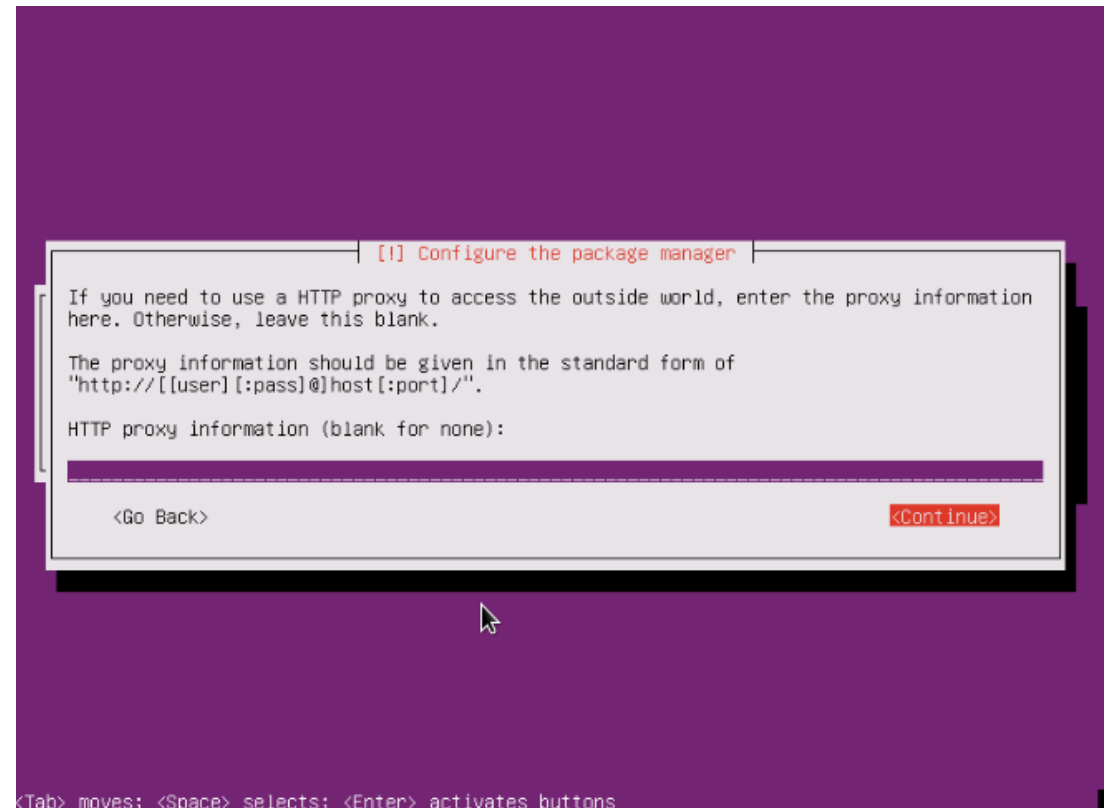 [!] Configure the package manager
If you need to use a HTTP proxy to access the outside world, enter the proxy information
here. Otherwise, leave this blank.
The proxy information should be given in the standard form of
"http://[[user][:pass]@]host[:port]/".
HTTP proxy information (blank for none):
<Go Back> <Continue>
<Tab> moves; <Space> selects; <Enter> activates buttons